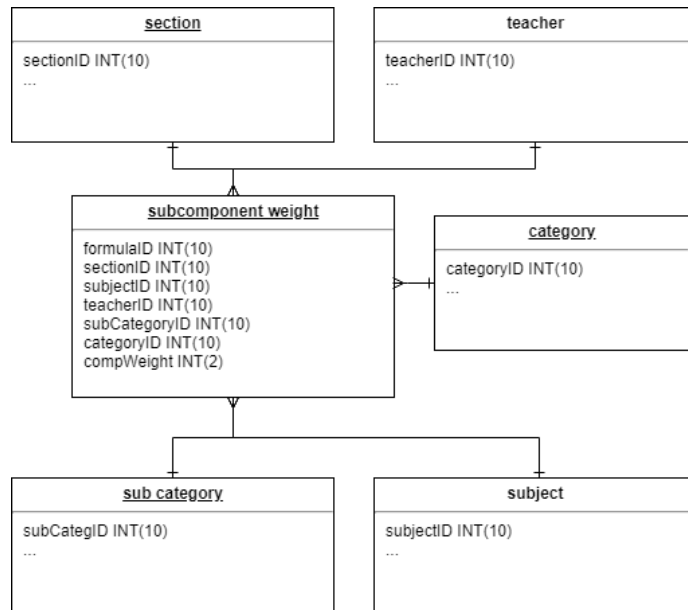 section
sectionID INT(10)
...
teacher
teacherID INT(10)
...
subcomponent weight
formulaID INT(10)
sectionID INT(10)
subjectID INT(10)
teacherID INT(10)
subCategoryID INT(10)
categoryID INT(10)
compWeight INT(2)
category
categoryID INT(10)
...
sub category
subCategID INT(10)
...
subject
subjectID INT(10)
...